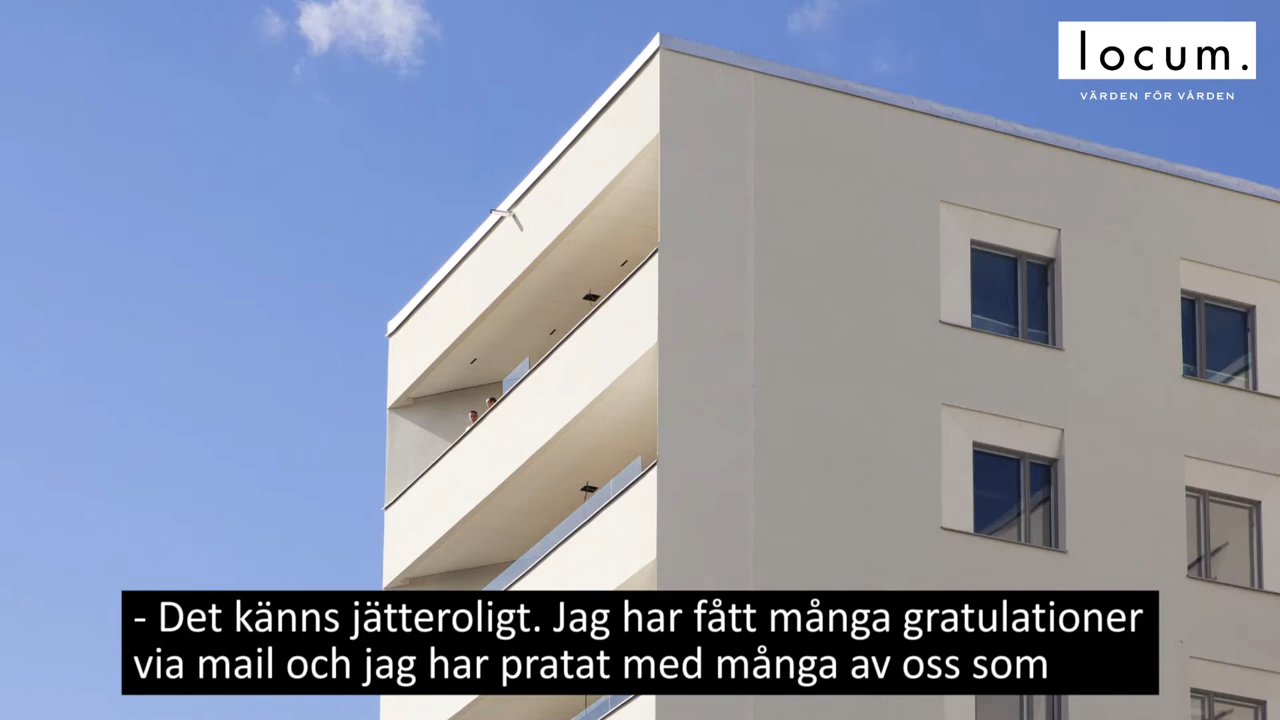 locum.
VÄRDEN FÖR VÅRDEN
- Det känns jätteroligt. Jag har fått många gratulationer
via mail och jag har pratat med många av oss som